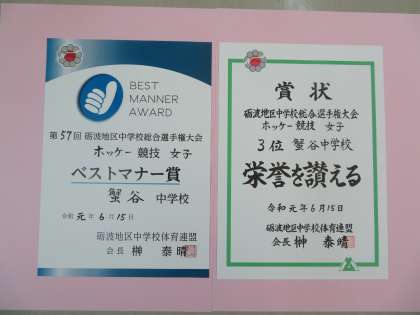 BEST
MANNER
AWARD
第57回 砺波地区中学校総合選手権大会
ホッケー競技 女子
ベストマナー賞
蟹谷 中学校
令和 元年 6月 15日
砺波地区中学校体育連盟
会長 榊 泰晴
賞状
砺波地区中学校総合選手権大会
ホッケー競技 女子
3位 蟹谷中学校
栄誉を讃える
令和元年6月15日
砺波地区中学校体育連盟
会長 榊 泰晴